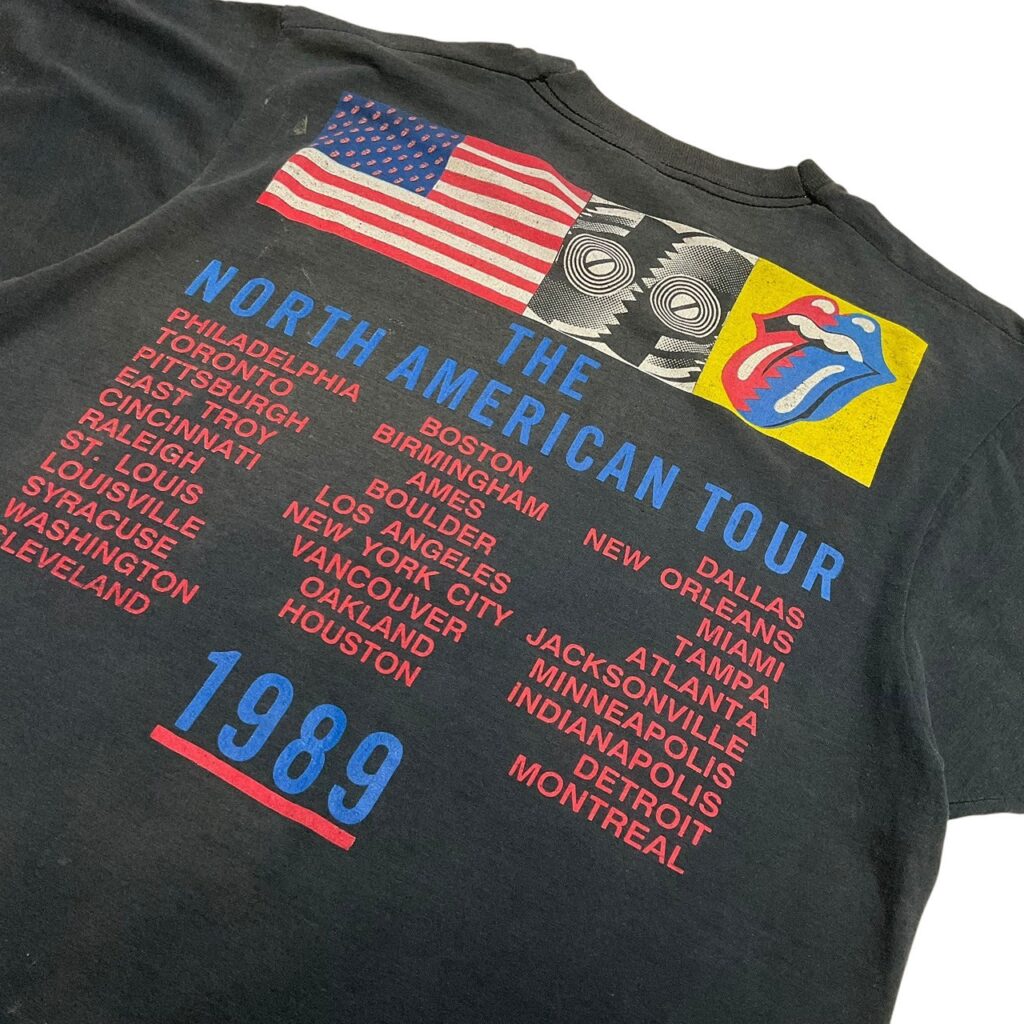 THE
NORTH AMERICAN TOUR
PHILADELPHIA
TORONTO
PITTSBURGH
EAST TROY
CINCINNATI
RALEIGH
ST. LOUIS
LOUISVILLE
SYRACUSE
WASHINGTON
CLEVELAND
BOSTON
BIRMINGHAM
AMES
BOULDER
LOS ANGELES
NEW YORK CITY
VANCOUVER
OAKLAND
HOUSTON
DALLAS
NEW ORLEANS
MIAMI
TAMPA
ATLANTA
JACKSONVILLE
MINNEAPOLIS
INDIANAPOLIS
DETROIT
MONTREAL
1989